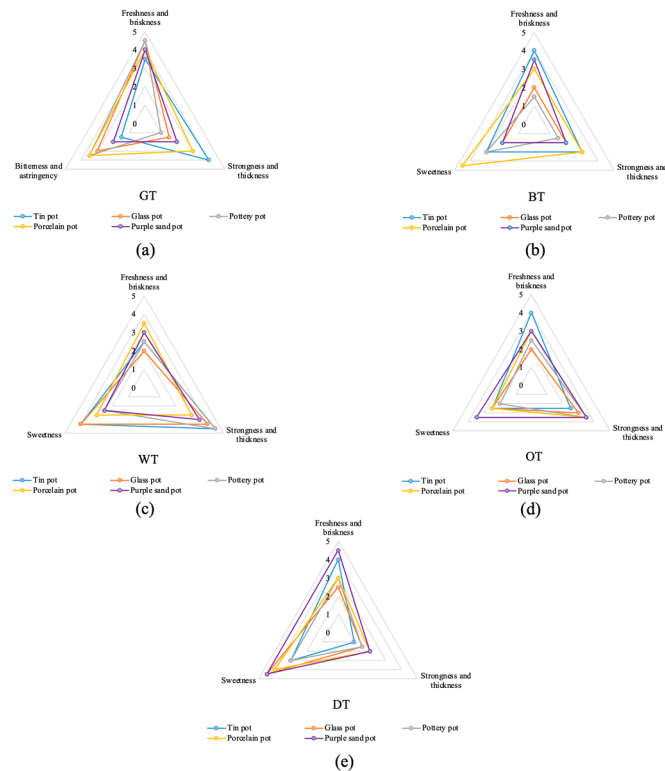 Freshness and
briskness
5
4
3
2
1
0
Bitterness and
astringency
Strongness and
thickness
GT
Tin pot
Glass pot
Pottery pot
Porcelain pot
Purple sand pot
(a)
Freshness and
briskness
5
4
3
2
1
0
Sweetness
Strongness and
thickness
BT
Tin pot
Glass pot
Pottery pot
Porcelain pot
Purple sand pot
(b)
Freshness and
briskness
5
4
3
2
1
0
Sweetness
Strongness and
thickness
WT
Tin pot
Glass pot
Pottery pot
Porcelain pot
Purple sand pot
(c)
Freshness and
briskness
5
4
3
2
1
0
Sweetness
Strongness and
thickness
OT
Tin pot
Glass pot
Pottery pot
Porcelain pot
Purple sand pot
(d)
Freshness and
briskness
5
4
3
2
1
0
Sweetness
Strongness and
thickness
DT
Tin pot
Glass pot
Pottery pot
Porcelain pot
Purple sand pot
(e)